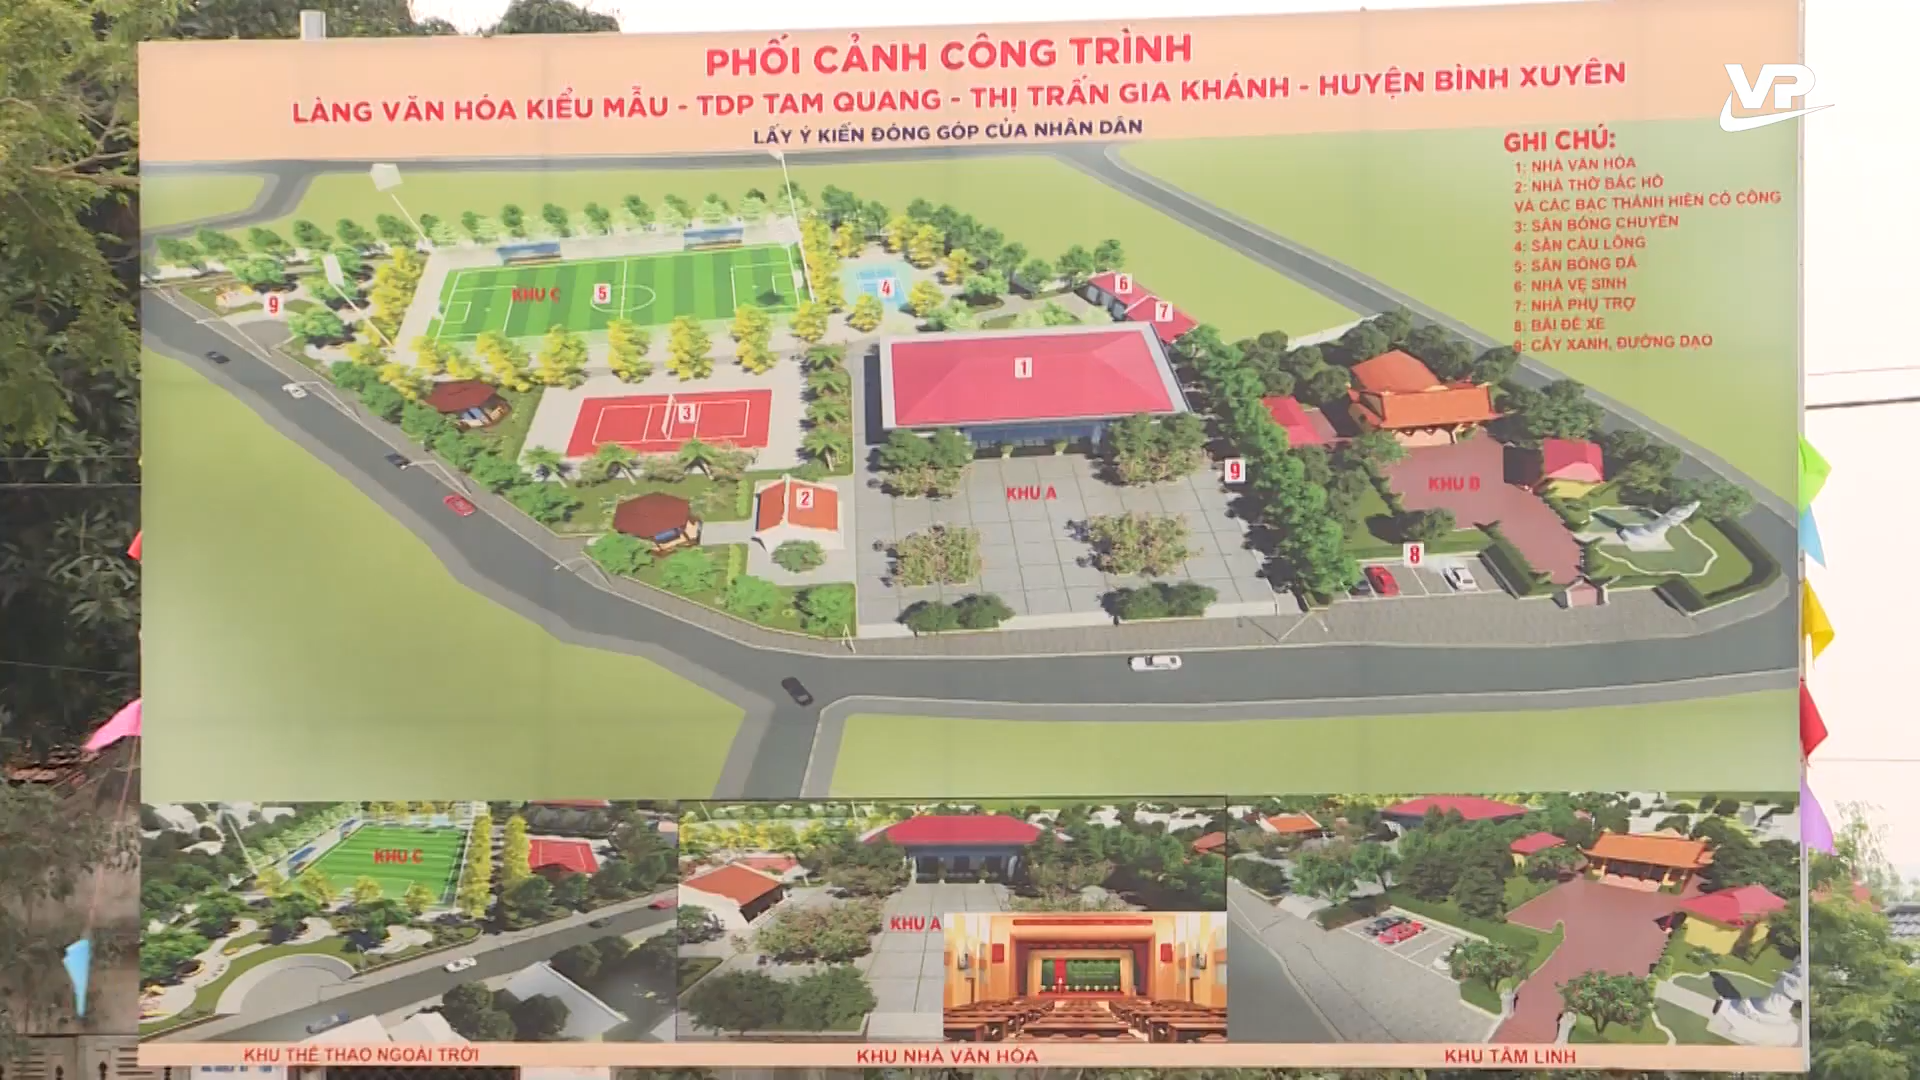 PHỐI CẢNH CÔNG TRÌNH
LÀNG VĂN HÓA KIỂU MẪU - TDP TAM QUANG - THỊ TRẤN GIA KHÁNH - HUYỆN BÌNH XUYÊN
LẤY Ý KIẾN ĐÓNG GÓP CỦA NHÂN DÂN
VP
GHI CHÚ:
1: NHÀ VĂN HÓA
2: NHÀ THỜ BÁC HỒ
VÀ CÁC BẬC THÁNH HIỀN CÓ CÔNG
3: SÂN BÓNG CHUYỀN
4: SÂN CẦU LÔNG
5: SÂN BÓNG ĐÁ
6: NHÀ VỆ SINH
7: NHÀ PHỤ TRỢ
8: BÃI ĐỂ XE
9: CÂY XANH, ĐƯỜNG DẠO
6
4
KHU C
5
9
7
1
3
9
KHU B
2
KHU A
8
KHU C
KHU A
KHU THỂ THAO NGOÀI TRỜI
KHU NHÀ VĂN HÓA
KHU TÂM LINH